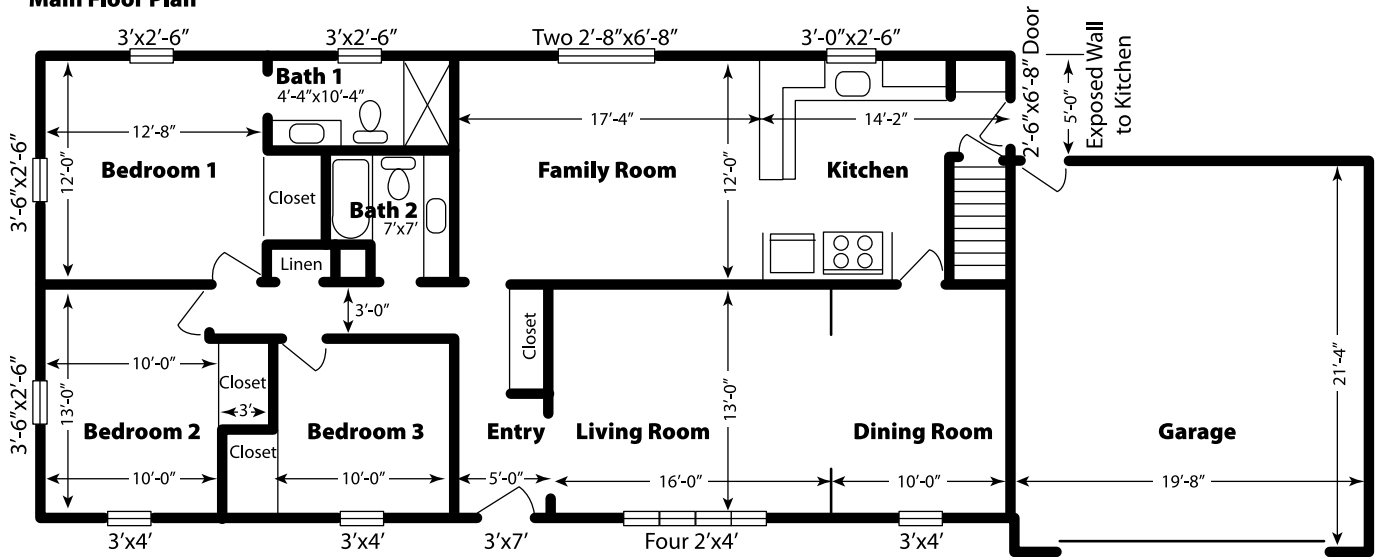 Main Floor Plan
3'x2'-6"
3'x2'-6"
Two 2'-8"x6'-8"
3'-0"x2'-6"
2'-6"x6'-8" Door
5'-0"
Exposed Wall
to Kitchen
Bath 1
4'-4"x10'-4"
12'-8"
17'-4"
14'-2"
3'-6"x2'-6"
12'-0"
Bedroom 1
Family Room
12'-0"
Kitchen
Closet
Bath 2
7'x7'
Linen
3'-0"
Closet
10'-0"
Closet
3'
3'-6"x2'-6"
13'-0"
13'-0"
21'-4"
Bedroom 2
Bedroom 3
Entry
Living Room
Dining Room
Garage
Closet
10'-0"
10'-0"
5'-0"
16'-0"
10'-0"
19'-8"
3'x4'
3'x4'
3'x7'
Four 2'x4'
3'x4'